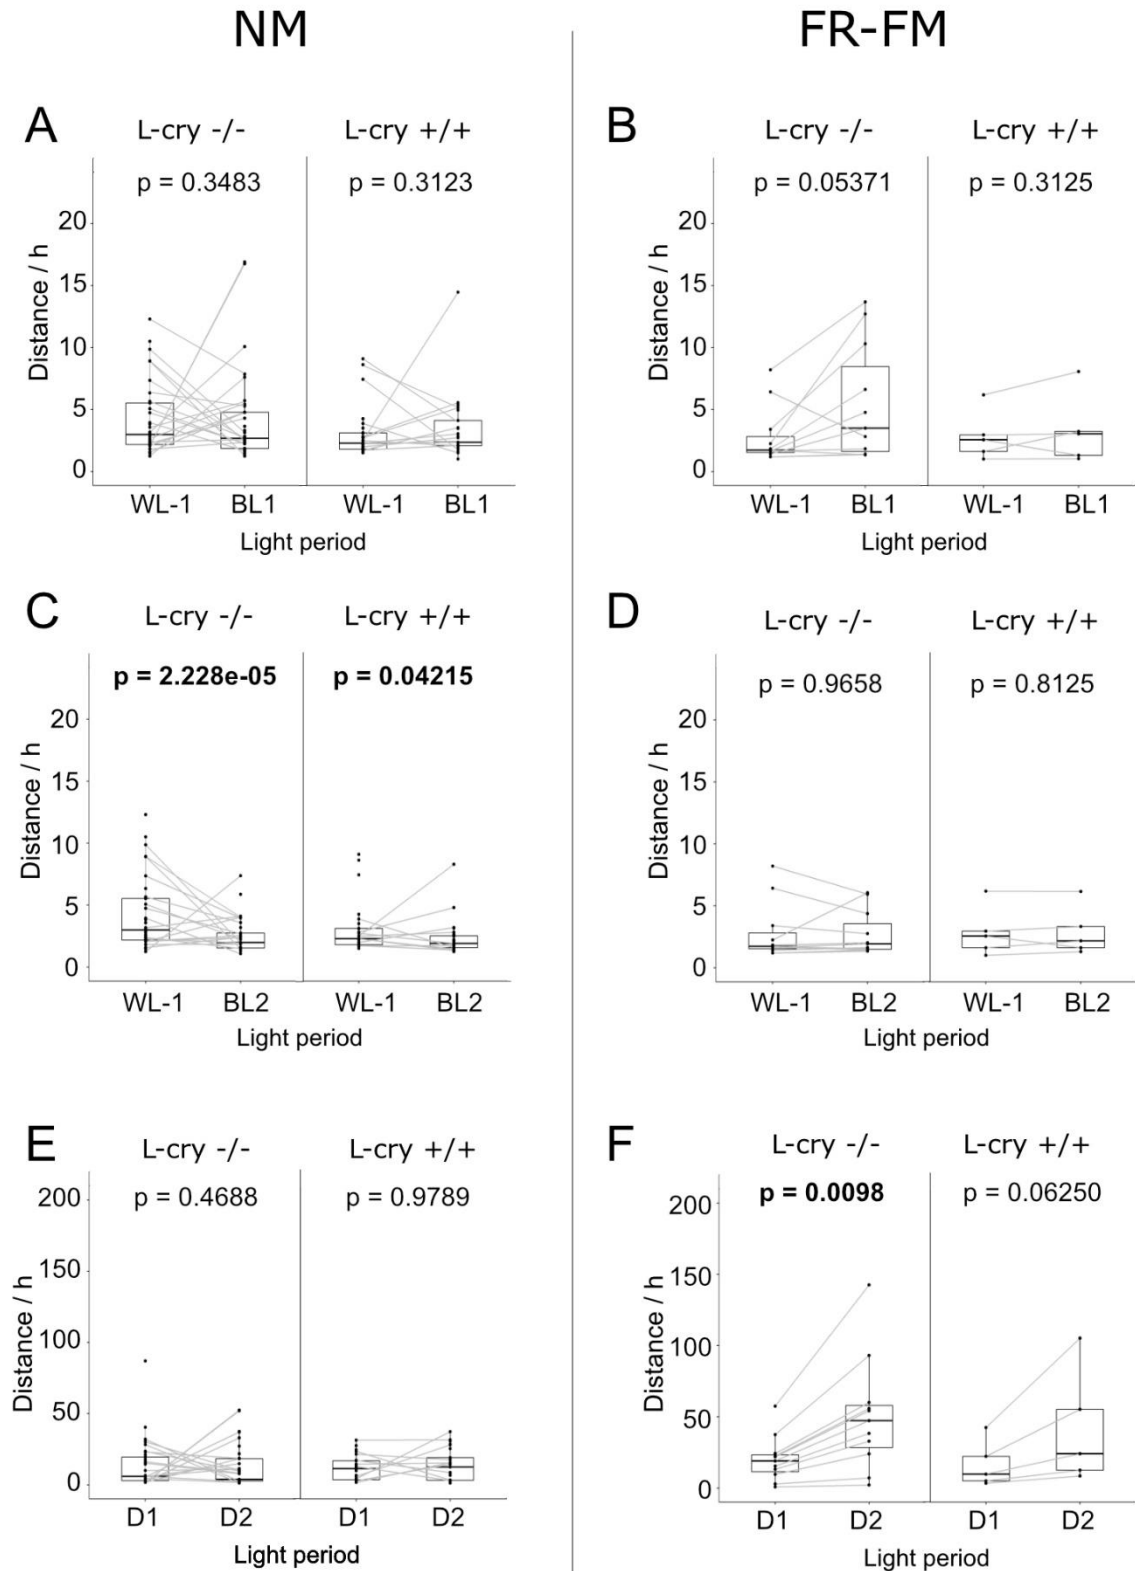 NM
FR-FM
A
L-cry -/-
L-cry +/+
p = 0.3483
p = 0.3123
Distance / h
20
15
10
5
0
WL-1
BL1
WL-1
BL1
Light period
B
L-cry -/-
L-cry +/+
p = 0.05371
p = 0.3125
Distance / h
20
15
10
5
0
WL-1
BL1
WL-1
BL1
Light period
C
L-cry -/-
L-cry +/+
p = 2.228e-05
p = 0.04215
Distance / h
20
15
10
5
0
WL-1
BL2
WL-1
BL2
Light period
D
L-cry -/-
L-cry +/+
p = 0.9658
p = 0.8125
Distance / h
20
15
10
5
0
WL-1
BL2
WL-1
BL2
Light period
E
L-cry -/-
L-cry +/+
p = 0.4688
p = 0.9789
Distance / h
200
150
100
50
0
D1
D2
D1
D2
Light period
F
L-cry -/-
L-cry +/+
p = 0.0098
p = 0.06250
Distance / h
200
150
100
50
0
D1
D2
D1
D2
Light period